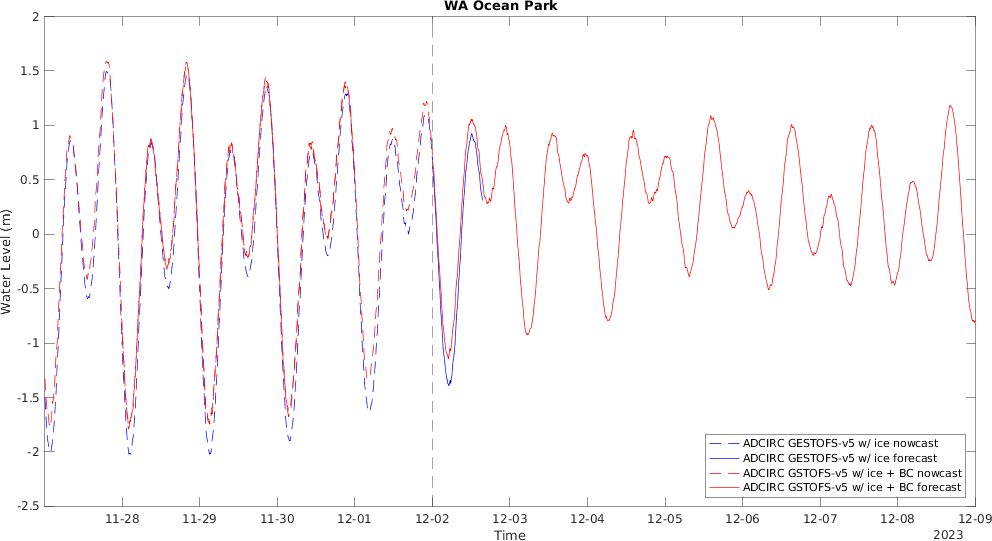 WA Ocean Park
2
1.5
1
0.5
0
-0.5
-1
-1.5
-2
-2.5
Water Level (m)
11-28 11-29 11-30 12-01 12-02 12-03 12-04 12-05 12-06 12-07 12-08 12-09
Time
2023
ADCIRC GESTOFS-v5 w/ ice nowcast
ADCIRC GESTOFS-v5 w/ ice forecast
ADCIRC GSTOFS-v5 w/ ice + BC nowcast
ADCIRC GSTOFS-v5 w/ ice + BC forecast